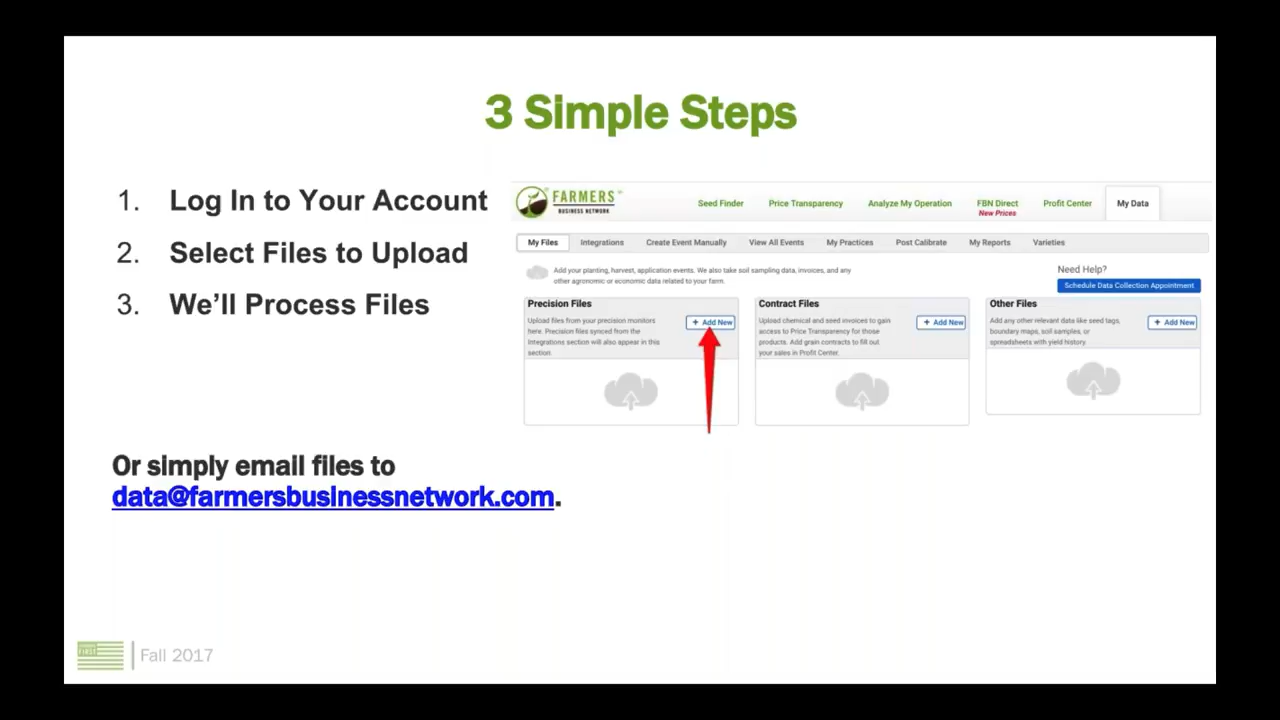 3 Simple Steps
1. Log In to Your Account
2. Select Files to Upload
3. We'll Process Files
Or simply email files to
data@farmersbusinessnetwork.com.
FARMERS
BUSINESS NETWORK
Seed Finder
Price Transparency
Analyze My Operation
FBN Direct
New Prices
Profit Center
My Data
My Files
Integrations
Create Event Manually
View All Events
My Practices
Post Calibrate
My Reports
Varieties
Add your planting, harvest, application events. We also take soil sampling data, invoices, and any
other agronomic or economic data related to your farm.
Need Help?
Schedule Data Collection Appointment
Precision Files
Upload files from your precision monitors
here. Precision files synced from the
Integrations section will also appear in this
section.
+ Add New
Contract Files
Upload chemical and seed invoices to gain
access to Price Transparency for those
products. Add grain contracts to fill out
your sales in Profit Center.
+ Add New
Other Files
Add any other relevant data like seed tags,
boundary maps, soil samples, or
spreadsheets with yield history.
+ Add New
Fall 2017